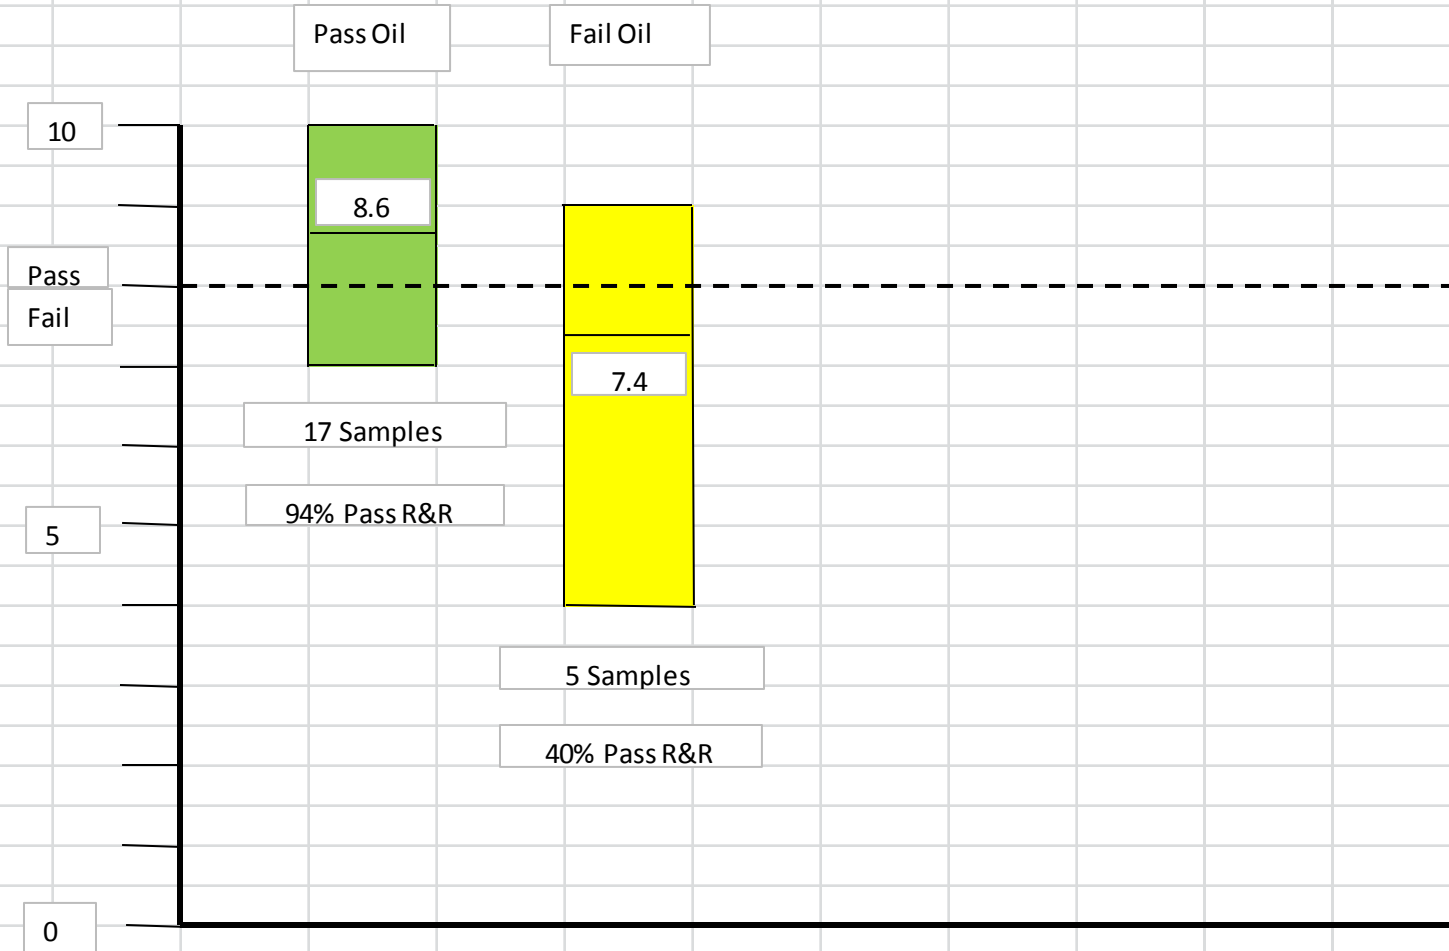 Pass Oil
Fail Oil
10
8.6
Pass
Fail
7.4
17 Samples
94% Pass R&R
5
5 Samples
40% Pass R&R
0